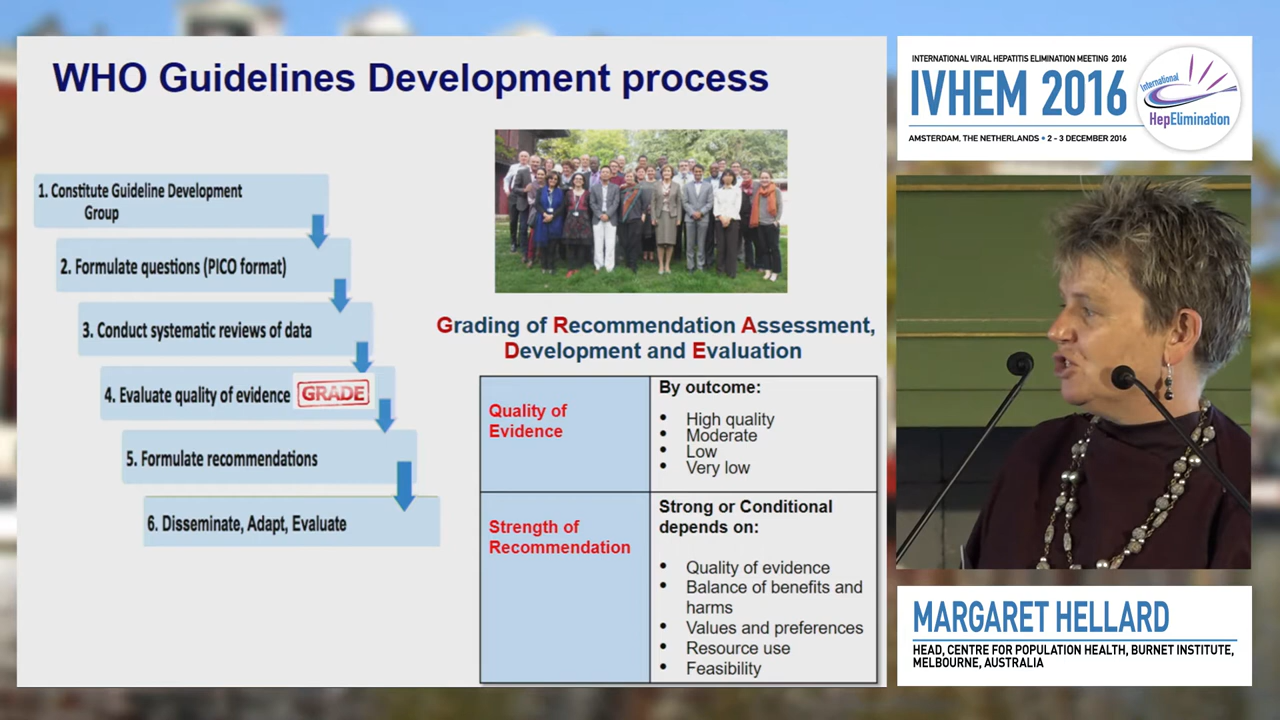 WHO Guidelines Development process
1. Constitute Guideline Development
Group
2. Formulate questions (PICO format)
3. Conduct systematic reviews of data
4. Evaluate quality of evidence GRADE
5. Formulate recommendations
6. Disseminate, Adapt, Evaluate
Grading of Recommendation Assessment,
Development and Evaluation
Quality of
Evidence
By outcome:
• High quality
• Moderate
• Low
• Very low
Strength of
Recommendation
Strong or Conditional
depends on:
• Quality of evidence
• Balance of benefits and
harms
• Values and preferences
• Resource use
• Feasibility
INTERNATIONAL VIRAL HEPATITIS ELIMINATION MEETING 2016
IVHEM 2016
AMSTERDAM, THE NETHERLANDS • 2 - 3 DECEMBER 2016
International
HepElimination
MARGARET HELLARD
HEAD, CENTRE FOR POPULATION HEALTH, BURNET INSTITUTE,
MELBOURNE, AUSTRALIA